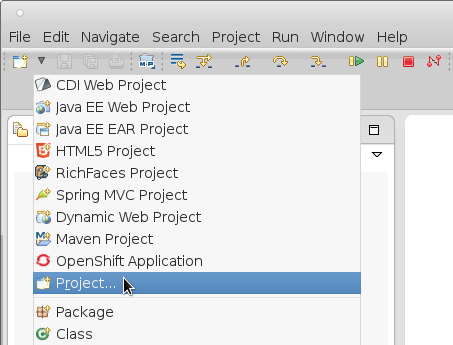 File Edit Navigate Search Project Run Window Help
CDI Web Project
Java EE Web Project
Java EE EAR Project
HTML5 Project
RichFaces Project
Spring MVC Project
Dynamic Web Project
Maven Project
OpenShift Application
Project...
Package
Class